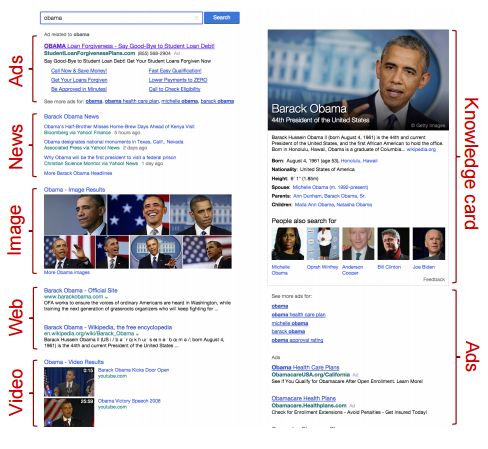 obama
Search
Ads
Ad related to obama
OBAMA Loan Forgiveness - Say Good-Bye to Student Loan Debt!
StudentLoanForgivenessPlans.com (855) 568-2904 Ad
Say Good-Bye to Student Loan Debt! Get Your Student Loans Forgiven Now
Call Now & Save Money! Fast Easy Qualification!
Get Your Loans Forgiven Lower Payments to ZERO
Be Approved in Minutes! Call to Check Eligibility
See more ads for: obama, obama health care plan, michelle obama, barack obama
News
Barack Obama News
Obama's Half-Brother Misses Home-Brew Days Ahead of Kenya Visit
Bloomberg via Yahoo! Finance 5 hours ago
Obama designates national monuments in Texas, Calif., Nevada
Associated Press via Yahoo! News 2 days ago
Why Obama will be the first president to visit a federal prison
Christian Science Monitor via Yahoo! News 1 day ago
More Barack Obama Headlines
Image
Obama - Image Results
More Obama images
Web
Barack Obama - Official Site
www.barackobama.com
OFA works to ensure the voices of ordinary Americans are heard in Washington, while
training the next generation of grassroots organizers who will keep fighting for ...
Barack Obama - Wikipedia, the free encyclopedia
en.wikipedia.org/wiki/Barack_Obama
44th and current President of the United States ...
Video
Obama - Video Results
0:15
Barack Obama Kicks Door Open
youtube.com
25:59
Obama Victory Speech 2008
youtube.com
Knowledge card
Barack Obama
44th President of the United States
© Getty Images
Barack Hussein Obama II (born August 4, 1961) is the 44th and current
President of the United States, and the first African American to hold the office.
Born in Honolulu, Hawaii, Obama is a graduate of Columbia... wikipedia.org
Born: August 4, 1961 (age 53), Honolulu, Hawaii
Nationality: United States of America
Height: 6' 1" (1.85m)
Spouse: Michelle Obama (m. 1992-present)
Parents: Ann Dunham, Barack Obama, Sr.
Children: Malia Ann Obama, Natasha Obama
People also search for
Michelle Obama
Oprah Winfrey
Anderson Cooper
Bill Clinton
Joe Biden
Feedback
Ads
See more ads for:
obama
obama health care plan
michelle obama
barack obama
obama approval rating
Ads
Obama Health Care Plans
ObamacareUSA.org/California Ad
See if You Qualify for Obamacare After Open Enrollment. Learn More!
Obamacare Health Plans
Obamacare.Healthplans.com Ad
Check for Enrollment Extensions - Avoid Penalties - Get Insured Today!